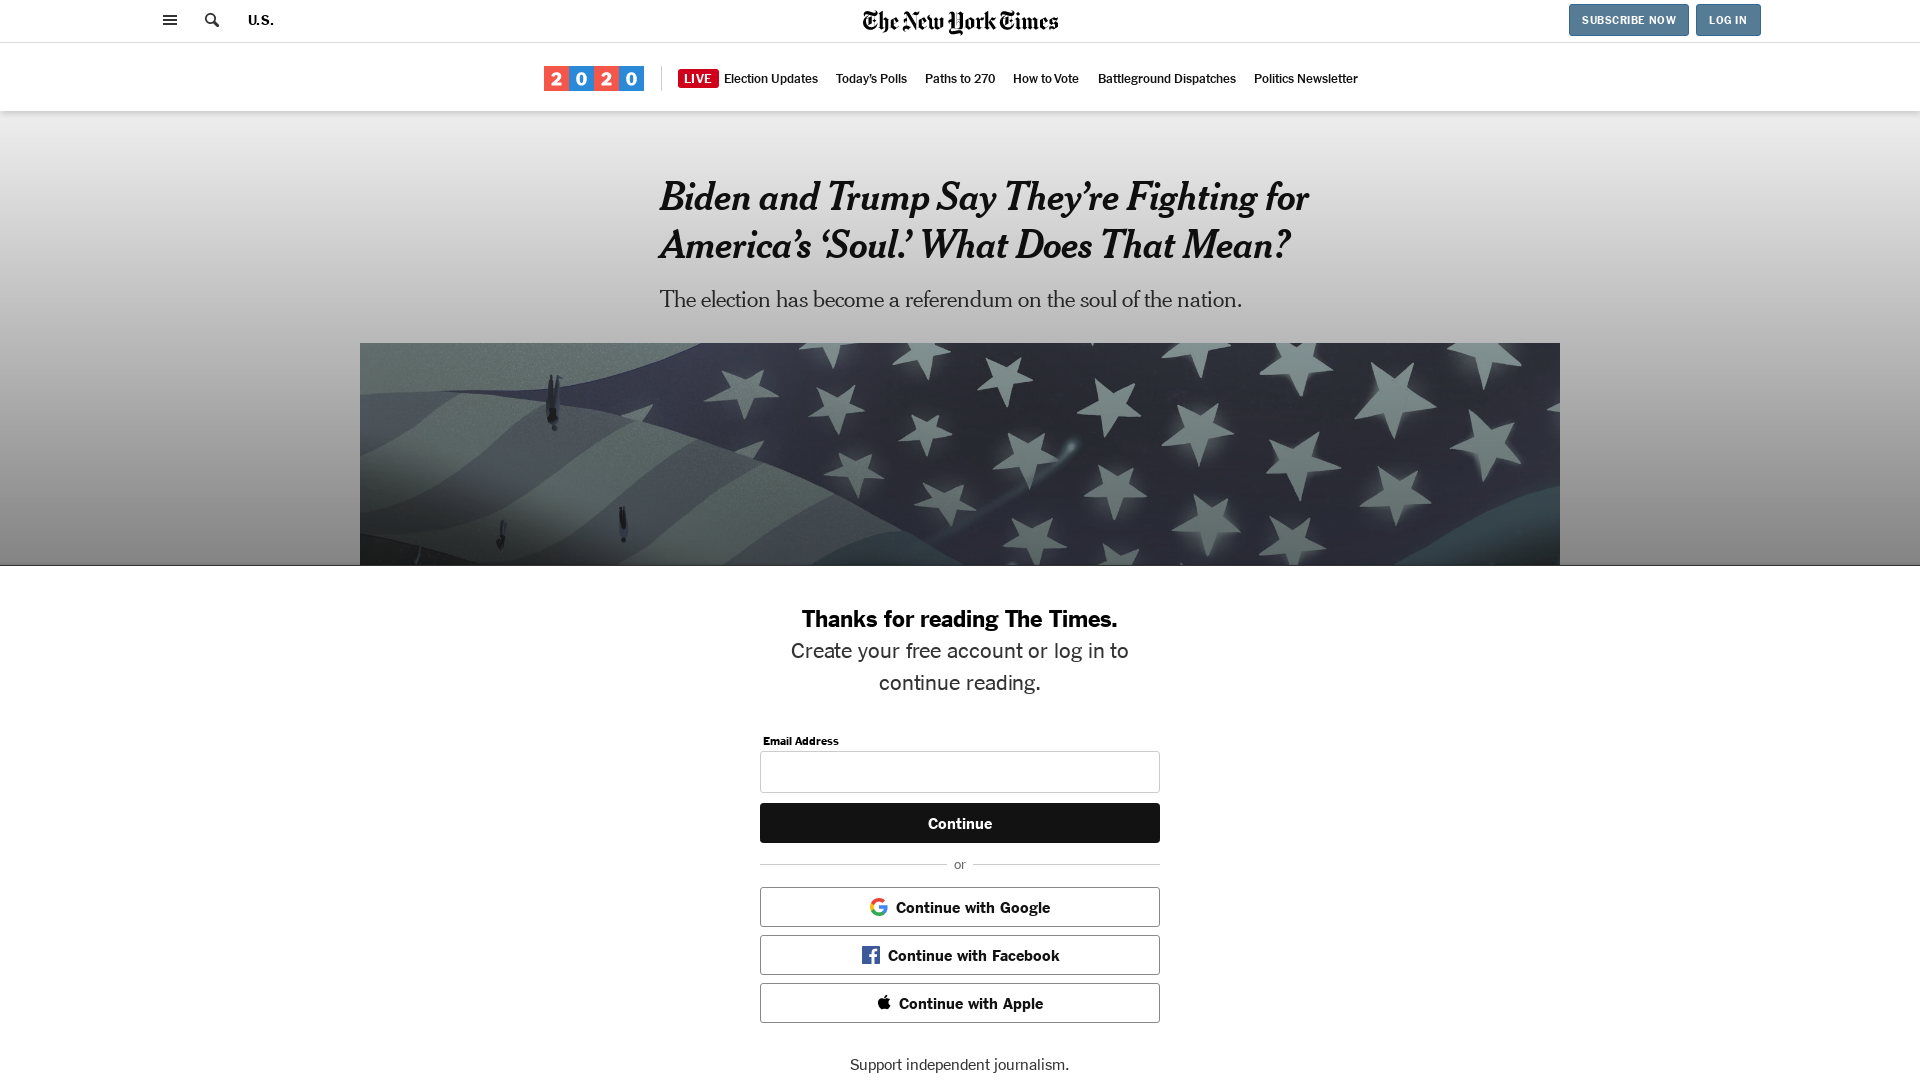 U.S.
The New York Times
SUBSCRIBE NOW
LOG IN
2020
LIVE Election Updates
Today’s Polls
Paths to 270
How to Vote
Battleground Dispatches
Politics Newsletter
Biden and Trump Say They’re Fighting for
America’s ‘Soul.’ What Does That Mean?
The election has become a referendum on the soul of the nation.
Thanks for reading The Times.
Create your free account or log in to
continue reading.
Email Address
Continue
or
Continue with Google
Continue with Facebook
Continue with Apple
Support independent journalism.